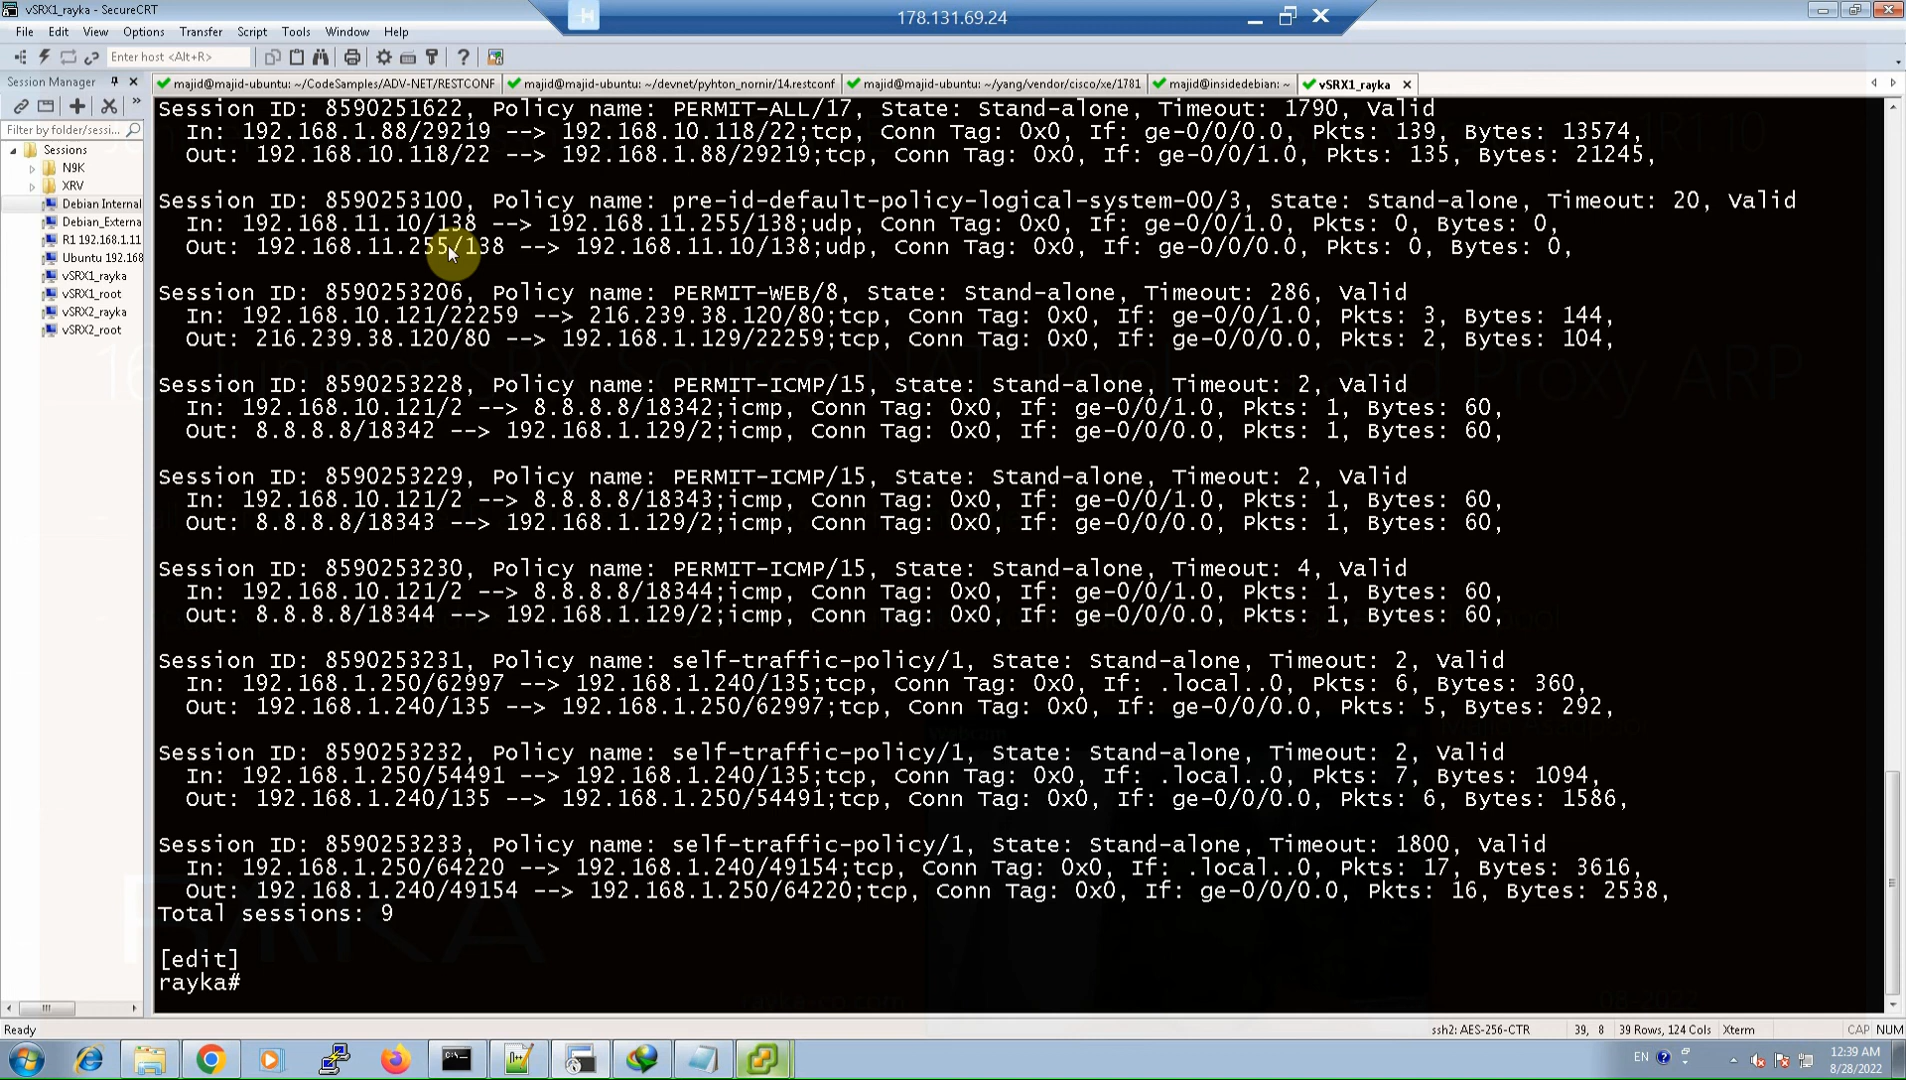 vSRX1_rayka - SecureCRT
178.131.69.24
File Edit View Options Transfer Script Tools Window Help
Enter host <Alt+R>
Session Manager
majid@majid-ubuntu: ~/CodeSamples/ADV-NET/RESTCONF
majid@majid-ubuntu: ~/devnet/pyhton_nornir/14.restconf
majid@majid-ubuntu: ~/yang/vendor/cisco/xe/1781
majid@insidedebian: ~
vSRX1_rayka
Filter by folder/sessi...
Sessions
N9K
XRV
Debian Internal
Debian_Externa
R1 192.168.1.11
Ubuntu 192.168
vSRX1_rayka
vSRX1_root
vSRX2_rayka
vSRX2_root
Session ID: 8590251622, Policy name: PERMIT-ALL/17, State: Stand-alone, Timeout: 1790, Valid
In: 192.168.1.88/29219 --> 192.168.10.118/22;tcp, Conn Tag: 0x0, If: ge-0/0/0.0, Pkts: 139, Bytes: 13574,
Out: 192.168.10.118/22 --> 192.168.1.88/29219;tcp, Conn Tag: 0x0, If: ge-0/0/1.0, Pkts: 135, Bytes: 21245,
Session ID: 8590253100, Policy name: pre-id-default-policy-logical-system-00/3, State: Stand-alone, Timeout: 20, Valid
In: 192.168.11.10/138 --> 192.168.11.255/138;udp, Conn Tag: 0x0, If: ge-0/0/1.0, Pkts: 0, Bytes: 0,
Out: 192.168.11.255/138 --> 192.168.11.10/138;udp, Conn Tag: 0x0, If: ge-0/0/0.0, Pkts: 0, Bytes: 0,
Session ID: 8590253206, Policy name: PERMIT-WEB/8, State: Stand-alone, Timeout: 286, Valid
In: 192.168.10.121/22259 --> 216.239.38.120/80;tcp, Conn Tag: 0x0, If: ge-0/0/1.0, Pkts: 3, Bytes: 144,
Out: 216.239.38.120/80 --> 192.168.1.129/22259;tcp, Conn Tag: 0x0, If: ge-0/0/0.0, Pkts: 2, Bytes: 104,
Session ID: 8590253228, Policy name: PERMIT-ICMP/15, State: Stand-alone, Timeout: 2, Valid
In: 192.168.10.121/2 --> 8.8.8.8/18342;icmp, Conn Tag: 0x0, If: ge-0/0/1.0, Pkts: 1, Bytes: 60,
Out: 8.8.8.8/18342 --> 192.168.1.129/2;icmp, Conn Tag: 0x0, If: ge-0/0/0.0, Pkts: 1, Bytes: 60,
Session ID: 8590253229, Policy name: PERMIT-ICMP/15, State: Stand-alone, Timeout: 2, Valid
In: 192.168.10.121/2 --> 8.8.8.8/18343;icmp, Conn Tag: 0x0, If: ge-0/0/1.0, Pkts: 1, Bytes: 60,
Out: 8.8.8.8/18343 --> 192.168.1.129/2;icmp, Conn Tag: 0x0, If: ge-0/0/0.0, Pkts: 1, Bytes: 60,
Session ID: 8590253230, Policy name: PERMIT-ICMP/15, State: Stand-alone, Timeout: 4, Valid
In: 192.168.10.121/2 --> 8.8.8.8/18344;icmp, Conn Tag: 0x0, If: ge-0/0/1.0, Pkts: 1, Bytes: 60,
Out: 8.8.8.8/18344 --> 192.168.1.129/2;icmp, Conn Tag: 0x0, If: ge-0/0/0.0, Pkts: 1, Bytes: 60,
Session ID: 8590253231, Policy name: self-traffic-policy/1, State: Stand-alone, Timeout: 2, Valid
In: 192.168.1.250/62997 --> 192.168.1.240/135;tcp, Conn Tag: 0x0, If: .local..0, Pkts: 6, Bytes: 360,
Out: 192.168.1.240/135 --> 192.168.1.250/62997;tcp, Conn Tag: 0x0, If: ge-0/0/0.0, Pkts: 5, Bytes: 292,
Session ID: 8590253232, Policy name: self-traffic-policy/1, State: Stand-alone, Timeout: 2, Valid
In: 192.168.1.250/54491 --> 192.168.1.240/135;tcp, Conn Tag: 0x0, If: .local..0, Pkts: 7, Bytes: 1094,
Out: 192.168.1.240/135 --> 192.168.1.250/54491;tcp, Conn Tag: 0x0, If: ge-0/0/0.0, Pkts: 6, Bytes: 1586,
Session ID: 8590253233, Policy name: self-traffic-policy/1, State: Stand-alone, Timeout: 1800, Valid
In: 192.168.1.250/64220 --> 192.168.1.240/49154;tcp, Conn Tag: 0x0, If: .local..0, Pkts: 17, Bytes: 3616,
Out: 192.168.1.240/49154 --> 192.168.1.250/64220;tcp, Conn Tag: 0x0, If: ge-0/0/0.0, Pkts: 16, Bytes: 2538,
Total sessions: 9
[edit]
rayka#
Ready
ssh2: AES-256-CTR 39, 8 39 Rows, 124 Cols Xterm CAP NUM
EN
12:39 AM
8/28/2022